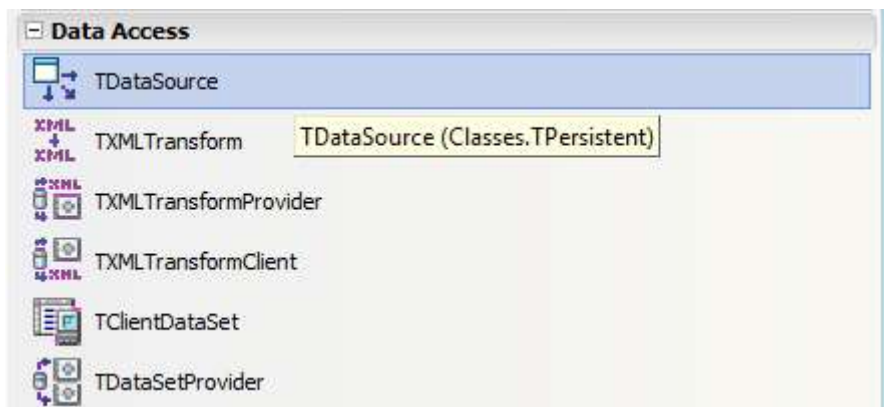 Data Access
TDataSource
TXMLTransform
TDataSource (Classes.TPersistent)
TXMLTransformProvider
TXMLTransformClient
TClientDataSet
TDataSetProvider